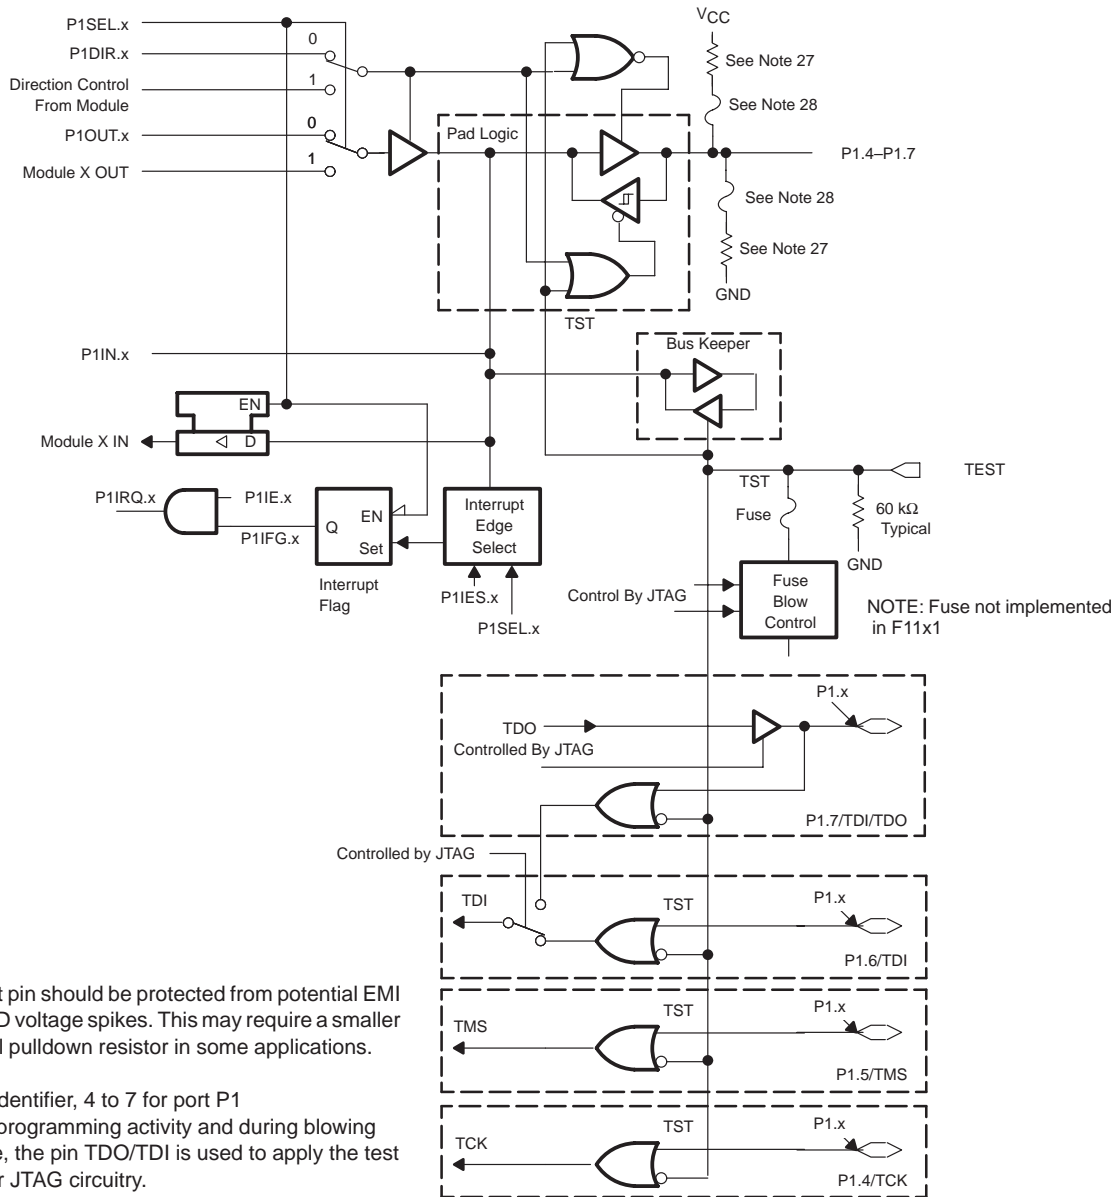 P1SEL.x
P1DIR.x
Direction Control
From Module
P1OUT.x
Module X OUT
0
1
0
1
Pad Logic
TST
VCC
See Note 27
See Note 28
P1.4–P1.7
See Note 28
See Note 27
GND
P1IN.x
Bus Keeper
EN
Module X IN
D
P1IRQ.x
P1IE.x
P1IFG.x
Q
EN
Set
Interrupt
Flag
Interrupt
Edge
Select
P1IES.x
P1SEL.x
TST
TEST
Fuse
60 kΩ
Typical
GND
Control By JTAG
Fuse
Blow
Control
NOTE: Fuse not implemented
in F11x1
P1.x
TDO
Controlled By JTAG
P1.7/TDI/TDO
Controlled by JTAG
TDI
TST
P1.x
P1.6/TDI
TMS
TST
P1.x
P1.5/TMS
TCK
TST
P1.x
P1.4/TCK
pin should be protected from potential EMI
voltage spikes. This may require a smaller
pulldown resistor in some applications.
dentifier, 4 to 7 for port P1
programming activity and during blowing
, the pin TDO/TDI is used to apply the test
r JTAG circuitry.